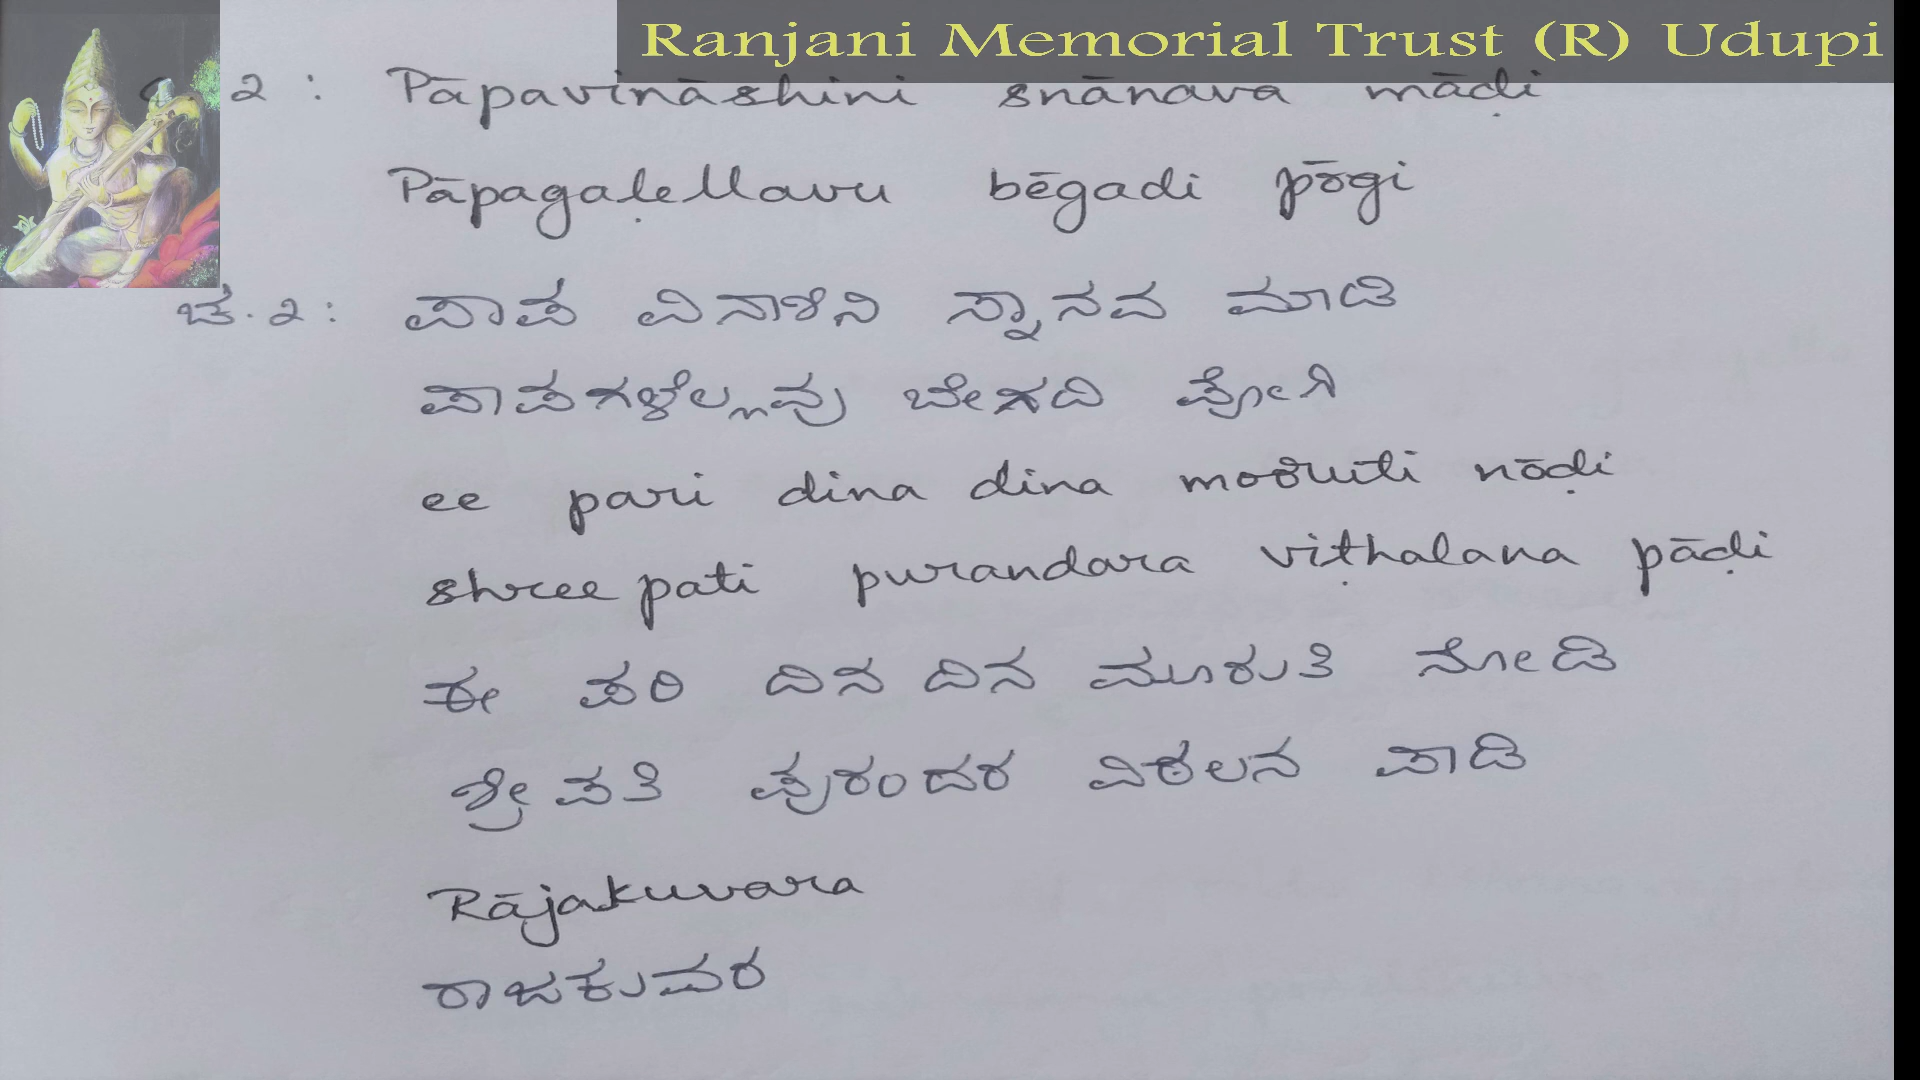 Ranjani Memorial Trust (R) Udupi
2 : Pāpavināshini snānava māḍi
Pāpagaḷellavu bēgadi pōgi
ಚ.೨: ಪಾಪ ವಿನಾಶಿನಿ ಸ್ನಾನವ ಮಾಡಿ
ಪಾಪಗಳೆಲ್ಲವು ಬೇಗದಿ ಪೋಗಿ
ee pari dina dina mooruti nōḍi
shree pati purandara viṭhalana pāḍi
ಈ ಪರಿ ದಿನ ದಿನ ಮೂರುತಿ ನೋಡಿ
ಶ್ರೀ ಪತಿ ಪುರಂದರ ವಿಠಲನ ಪಾಡಿ
Rājakuvara
ರಾಜಕುವರ